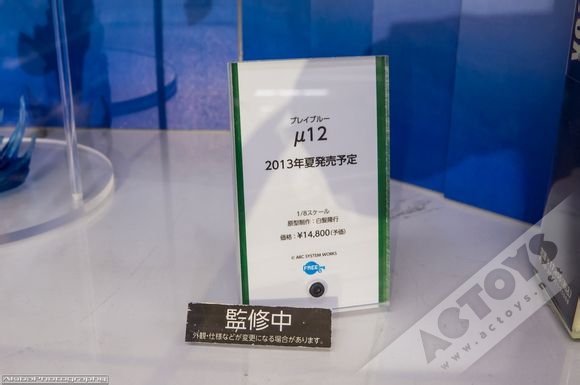 ブレイブルー
μ12
2013年夏発売予定
1/8スケール
原型制作：白髪隆行
価格：¥14,800(予価)
© ARC SYSTEM WORKS
FREEing
監修中
外観・仕様などが変更になる場合があります。
ACTOYS
www.actoys.net